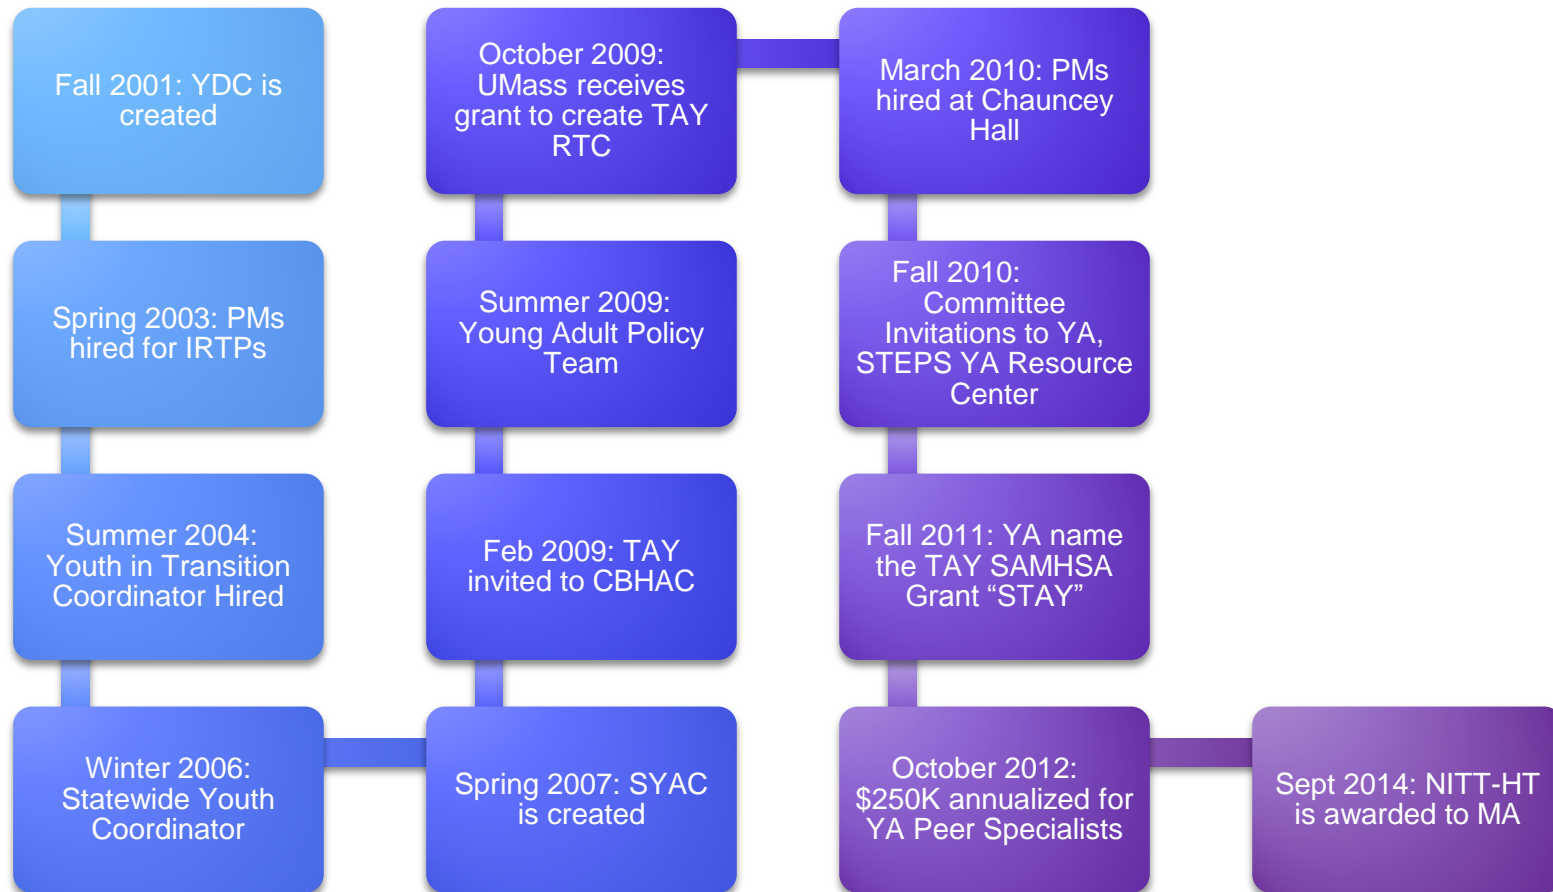 Fall 2001: YDC is
created
Spring 2003: PMs
hired for IRTPs
Summer 2004:
Youth in Transition
Coordinator Hired
Winter 2006:
Statewide Youth
Coordinator
Spring 2007: SYAC
is created
Feb 2009: TAY
invited to CBHAC
Summer 2009:
Young Adult Policy
Team
October 2009:
UMass receives
grant to create TAY
RTC
March 2010: PMs
hired at Chauncey
Hall
Fall 2010:
Committee
Invitations to YA,
STEPS YA Resource
Center
Fall 2011: YA name
the TAY SAMHSA
Grant “STAY”
October 2012:
$250K annualized for
YA Peer Specialists
Sept 2014: NITT-HT
is awarded to MA